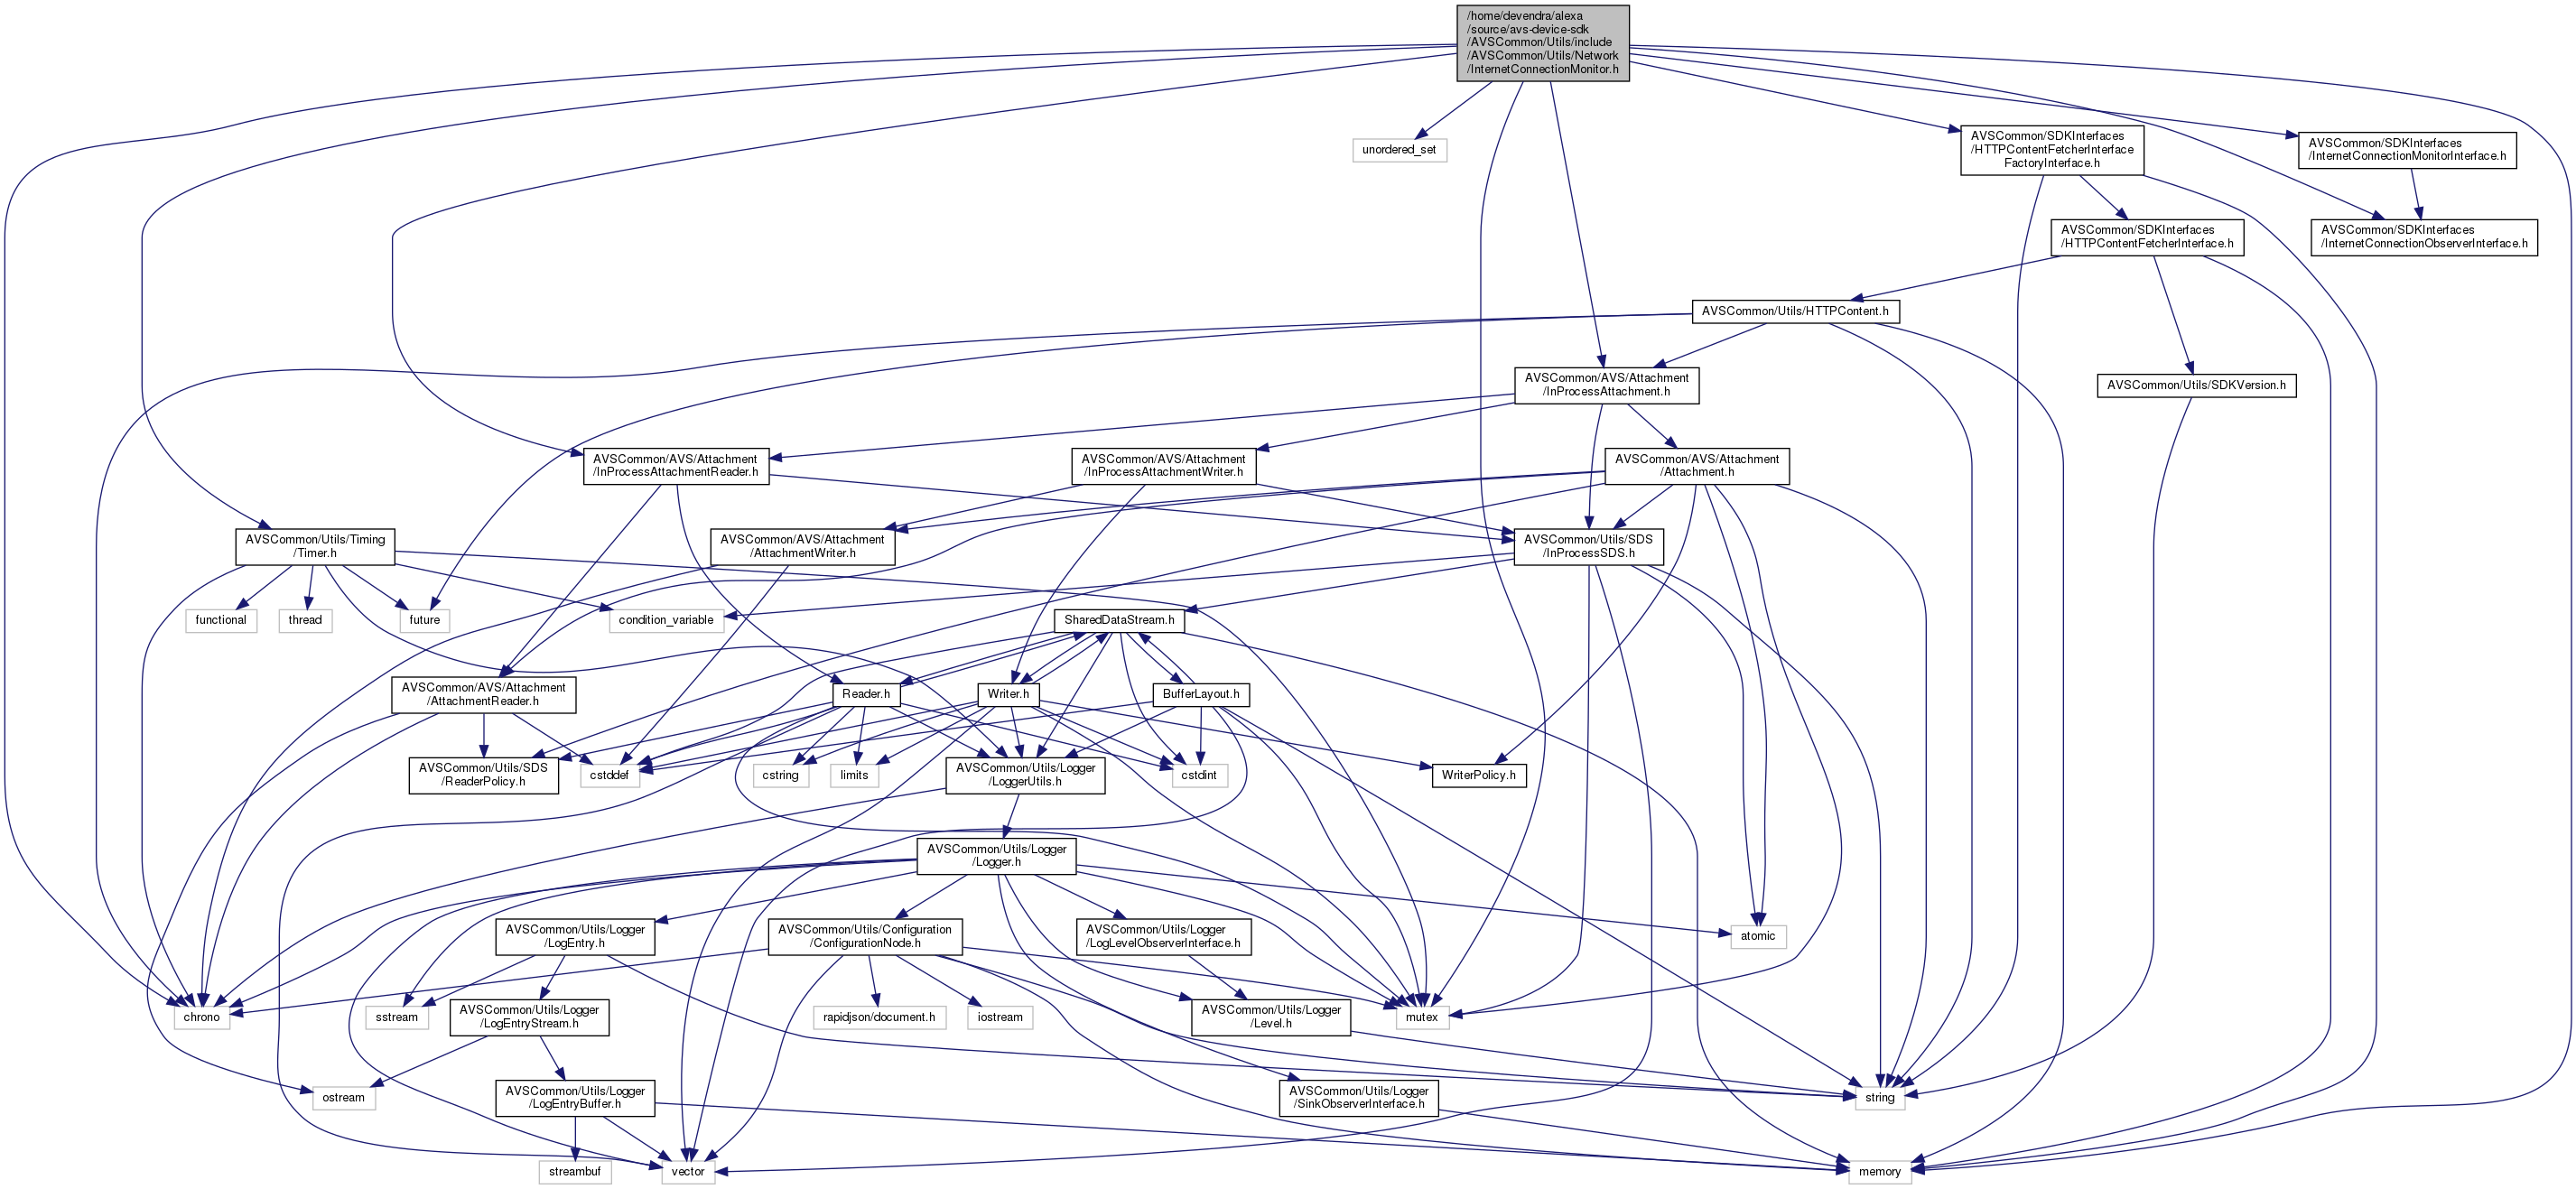 /home/devendra/alexa
/source/avs-device-sdk
/AVSCommon/Utils/include
/AVSCommon/Utils/Network
/InternetConnectionMonitor.h
unordered_set
AVSCommon/SDKInterfaces
/HTTPContentFetcherInterface
FactoryInterface.h
AVSCommon/SDKInterfaces
/InternetConnectionMonitorInterface.h
AVSCommon/SDKInterfaces
/HTTPContentFetcherInterface.h
AVSCommon/SDKInterfaces
/InternetConnectionObserverInterface.h
AVSCommon/Utils/HTTPContent.h
AVSCommon/AVS/Attachment
/InProcessAttachment.h
AVSCommon/Utils/SDKVersion.h
AVSCommon/AVS/Attachment
/InProcessAttachmentReader.h
AVSCommon/AVS/Attachment
/InProcessAttachmentWriter.h
AVSCommon/AVS/Attachment
/Attachment.h
AVSCommon/Utils/Timing
/Timer.h
AVSCommon/AVS/Attachment
/AttachmentWriter.h
AVSCommon/Utils/SDS
/InProcessSDS.h
functional
thread
future
condition_variable
SharedDataStream.h
AVSCommon/AVS/Attachment
/AttachmentReader.h
Reader.h
Writer.h
BufferLayout.h
AVSCommon/Utils/SDS
/ReaderPolicy.h
cstddef
cstring
limits
AVSCommon/Utils/Logger
/LoggerUtils.h
cstdint
WriterPolicy.h
AVSCommon/Utils/Logger
/Logger.h
AVSCommon/Utils/Logger
/LogEntry.h
AVSCommon/Utils/Configuration
/ConfigurationNode.h
AVSCommon/Utils/Logger
/LogLevelObserverInterface.h
atomic
chrono
sstream
AVSCommon/Utils/Logger
/LogEntryStream.h
rapidjson/document.h
iostream
AVSCommon/Utils/Logger
/Level.h
mutex
ostream
AVSCommon/Utils/Logger
/LogEntryBuffer.h
AVSCommon/Utils/Logger
/SinkObserverInterface.h
string
streambuf
vector
memory